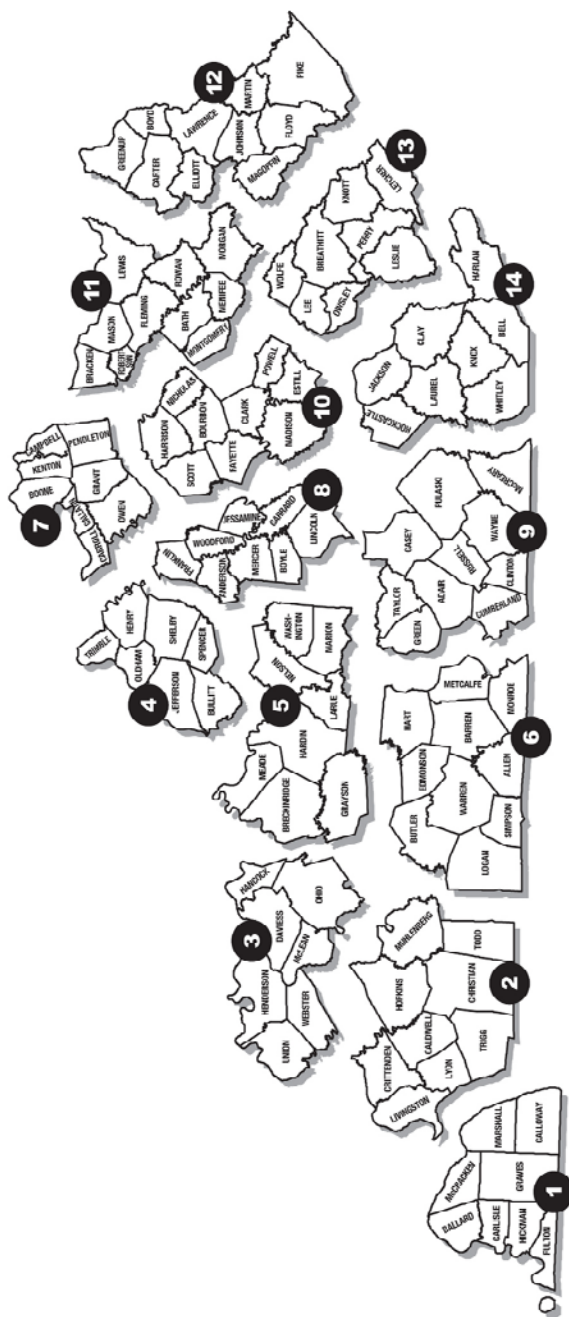 1
BALLARD
McCRACKEN
CARLISLE
HICKMAN
FULTON
GRAVES
MARSHALL
CALLOWAY
2
LIVINGSTON
CRITTENDEN
LYON
CALDWELL
TRIGG
HOPKINS
CHRISTIAN
MUHLENBERG
TODD
3
UNION
HENDERSON
WEBSTER
DAVIESS
McLEAN
HANCOCK
OHIO
4
TRIMBLE
HENRY
OLDHAM
SHELBY
JEFFERSON
SPENCER
BULLITT
5
MEADE
BRECKINRIDGE
HARDIN
GRAYSON
LARUE
NELSON
WASH-
INGTON
MARION
6
BUTLER
EDMONSON
HART
LOGAN
WARREN
BARREN
METCALFE
SIMPSON
ALLEN
MONROE
7
BOONE
KENTON
CAMPBELL
PENDLETON
GRANT
GALLATIN
CARROLL
OWEN
8
FRANKLIN
WOODFORD
JESSAMINE
ANDERSON
MERCER
GARRARD
BOYLE
LINCOLN
9
TAYLOR
GREEN
CASEY
ADAIR
RUSSELL
PULASKI
WAYNE
McCREARY
CLINTON
CUMBERLAND
10
HARRISON
NICHOLAS
SCOTT
BOURBON
FAYETTE
CLARK
POWELL
MADISON
ESTILL
11
BRACKEN
MASON
LEWIS
ROBERT-
SON
FLEMING
ROWAN
BATH
MONTGOMERY
MENIFEE
MORGAN
12
GREENUP
BOYD
CARTER
ELLIOTT
LAWRENCE
JOHNSON
MARTIN
MAGOFFIN
FLOYD
PIKE
13
WOLFE
LEE
OWSLEY
BREATHITT
KNOTT
PERRY
LESLIE
LETCHER
14
JACKSON
ROCKCASTLE
LAUREL
CLAY
KNOX
WHITLEY
BELL
HARLAN